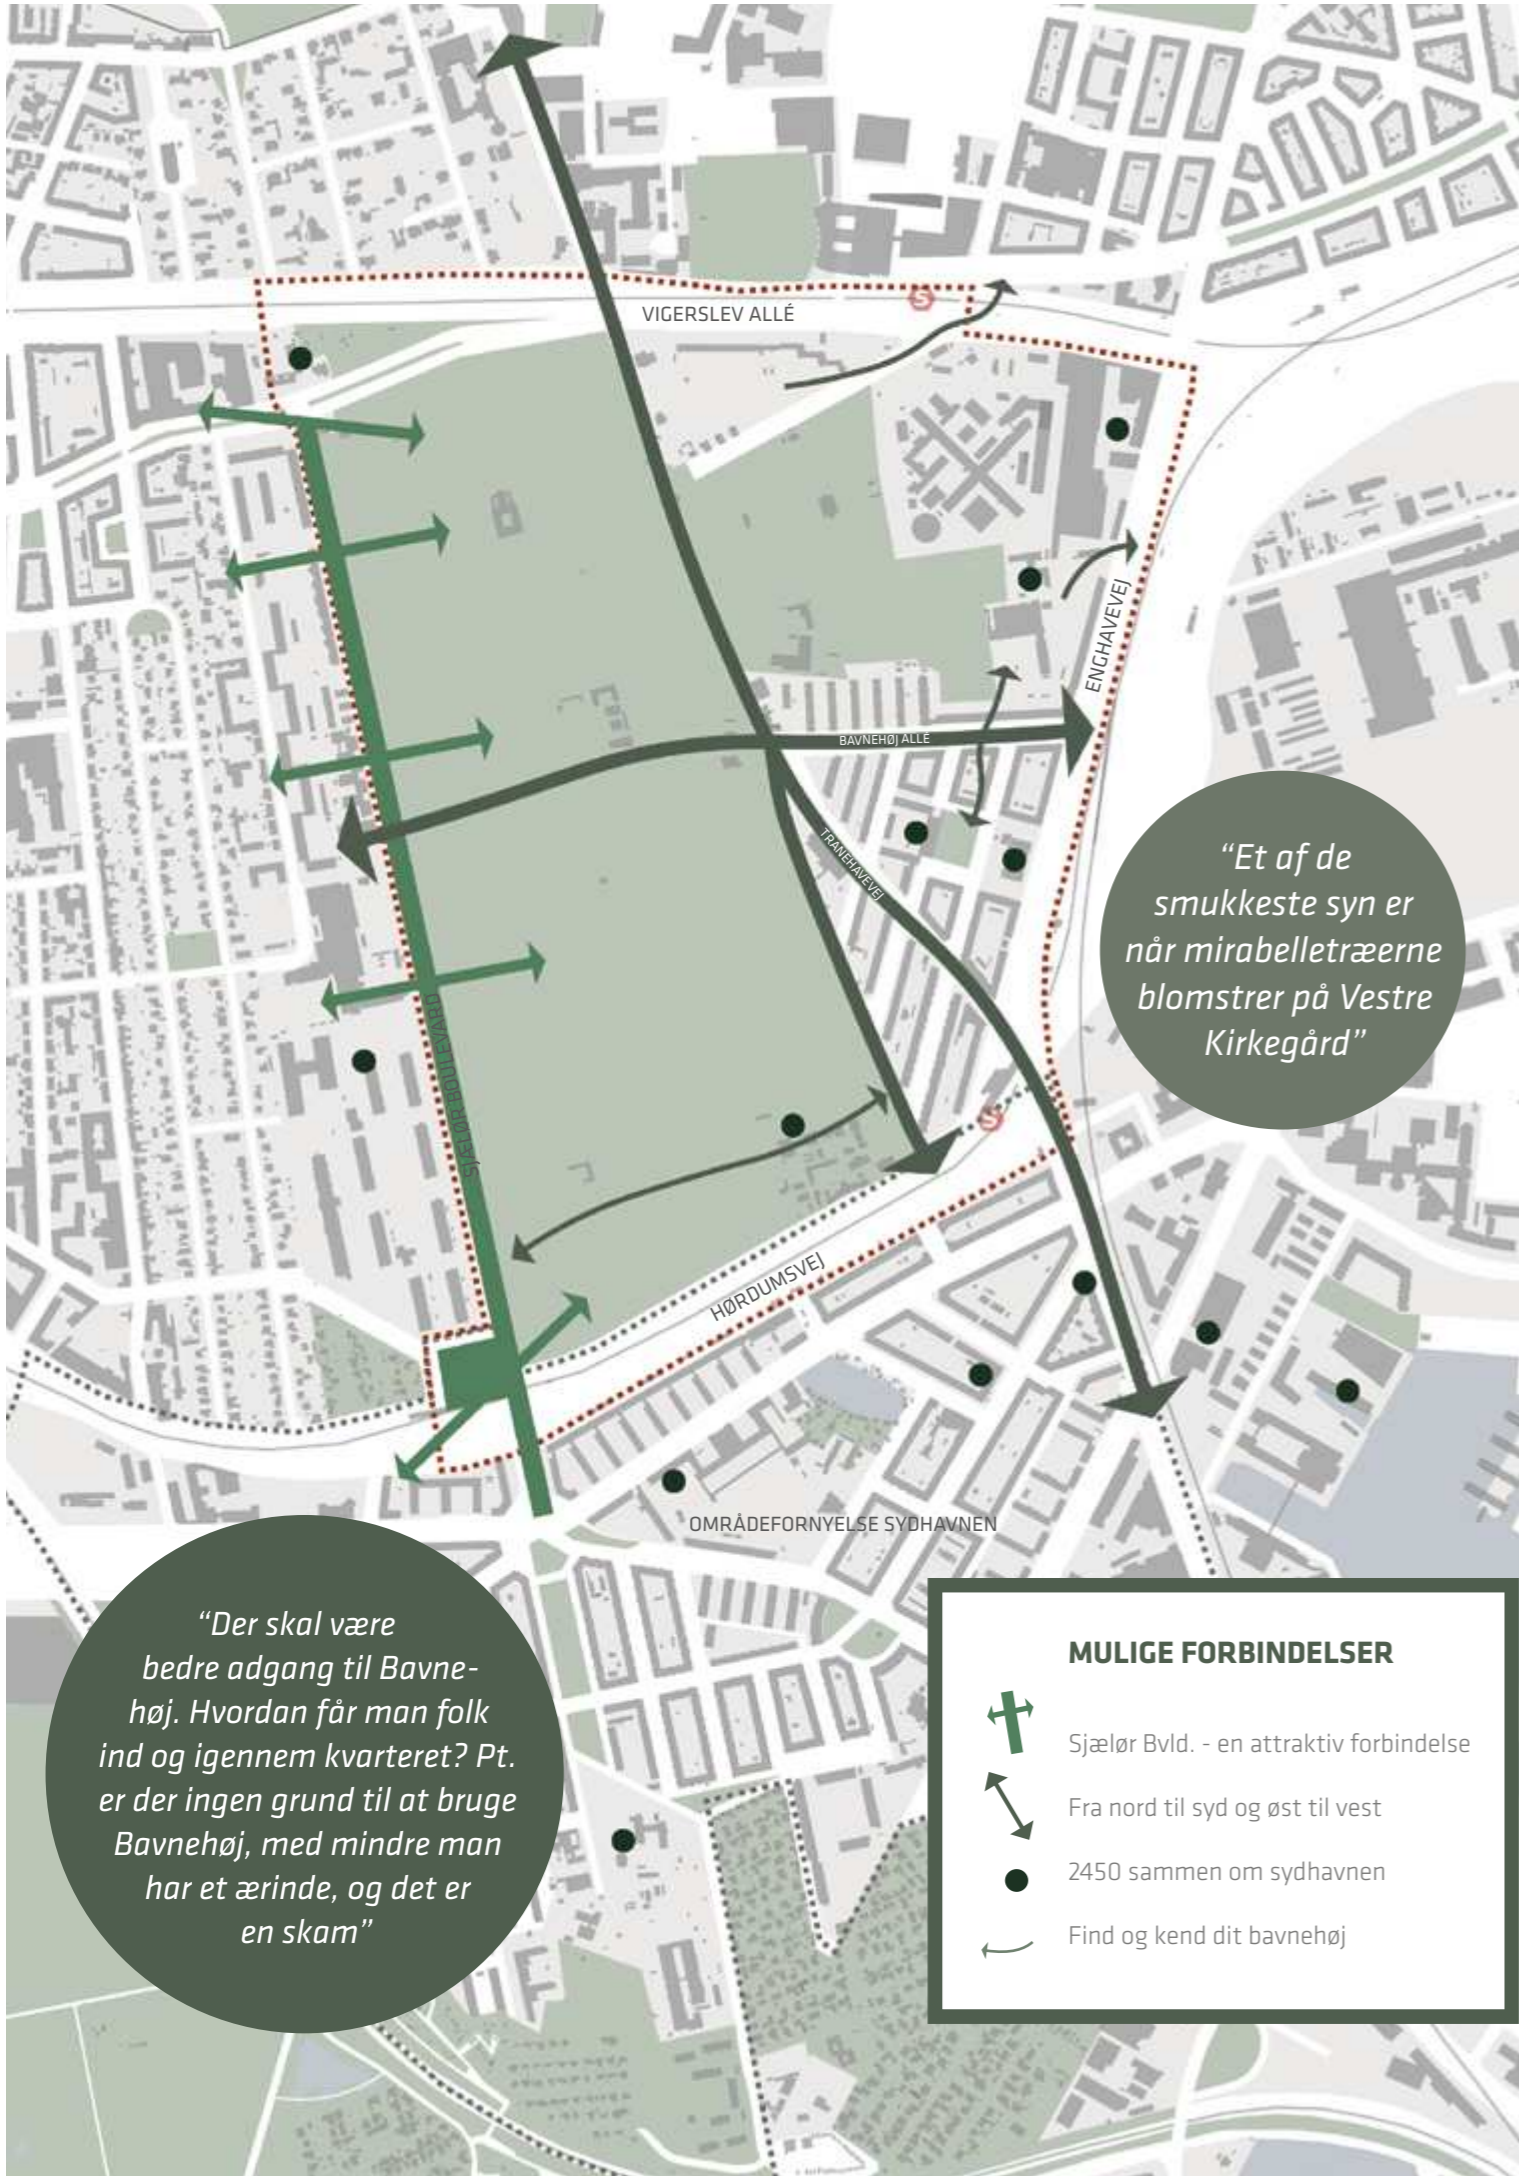 VIGERSLEV ALLÉ
S
ENGHAVEVEJ
BAVNEHØJ ALLÉ
TRANEHAVEVEJ
“Et af de
smukkeste syn er
når mirabelletræerne
blomstrer på Vestre
Kirkegård”
SJÆLØR BOULEVARD
S
HØRDUMSVEJ
OMRÅDEFORNYELSE SYDHAVNEN
“Der skal være
bedre adgang til Bavne-
høj. Hvordan får man folk
ind og igennem kvarteret? Pt.
er der ingen grund til at bruge
Bavnehøj, med mindre man
har et ærinde, og det er
en skam”
MULIGE FORBINDELSER
Sjælør Bvld. - en attraktiv forbindelse
Fra nord til syd og øst til vest
2450 sammen om sydhavnen
Find og kend dit bavnehøj